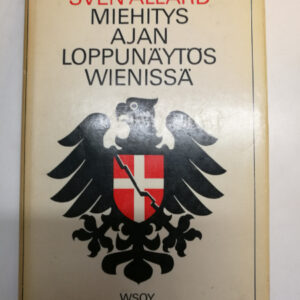 SVEN ALLARD
MIEHITYS
AJAN
LOPPUNÄYTÖS
WIENISSÄ
WSOY